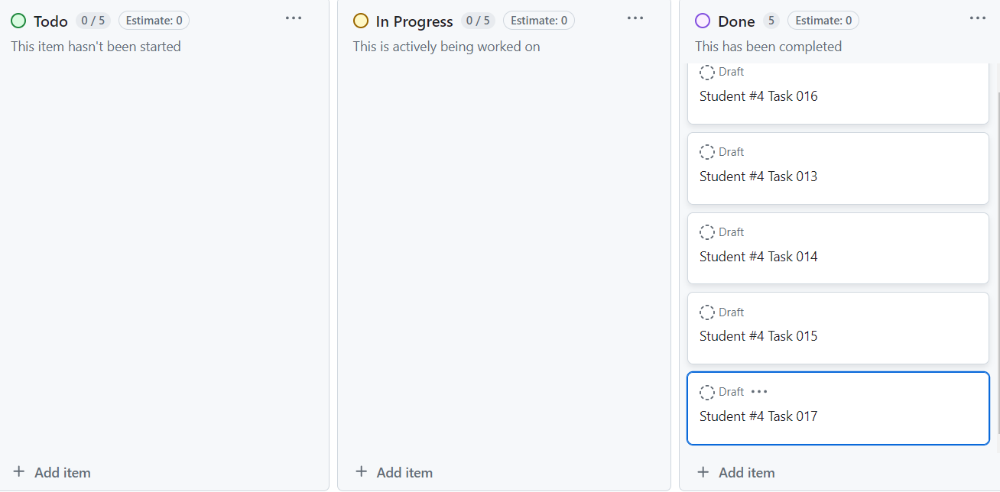 Todo 0 / 5 Estimate: 0
This item hasn't been started
Add item
In Progress 0 / 5 Estimate: 0
This is actively being worked on
Add item
Done 5 Estimate: 0
This has been completed
Draft
Student #4 Task 016
Draft
Student #4 Task 013
Draft
Student #4 Task 014
Draft
Student #4 Task 015
Draft
Student #4 Task 017
Add item